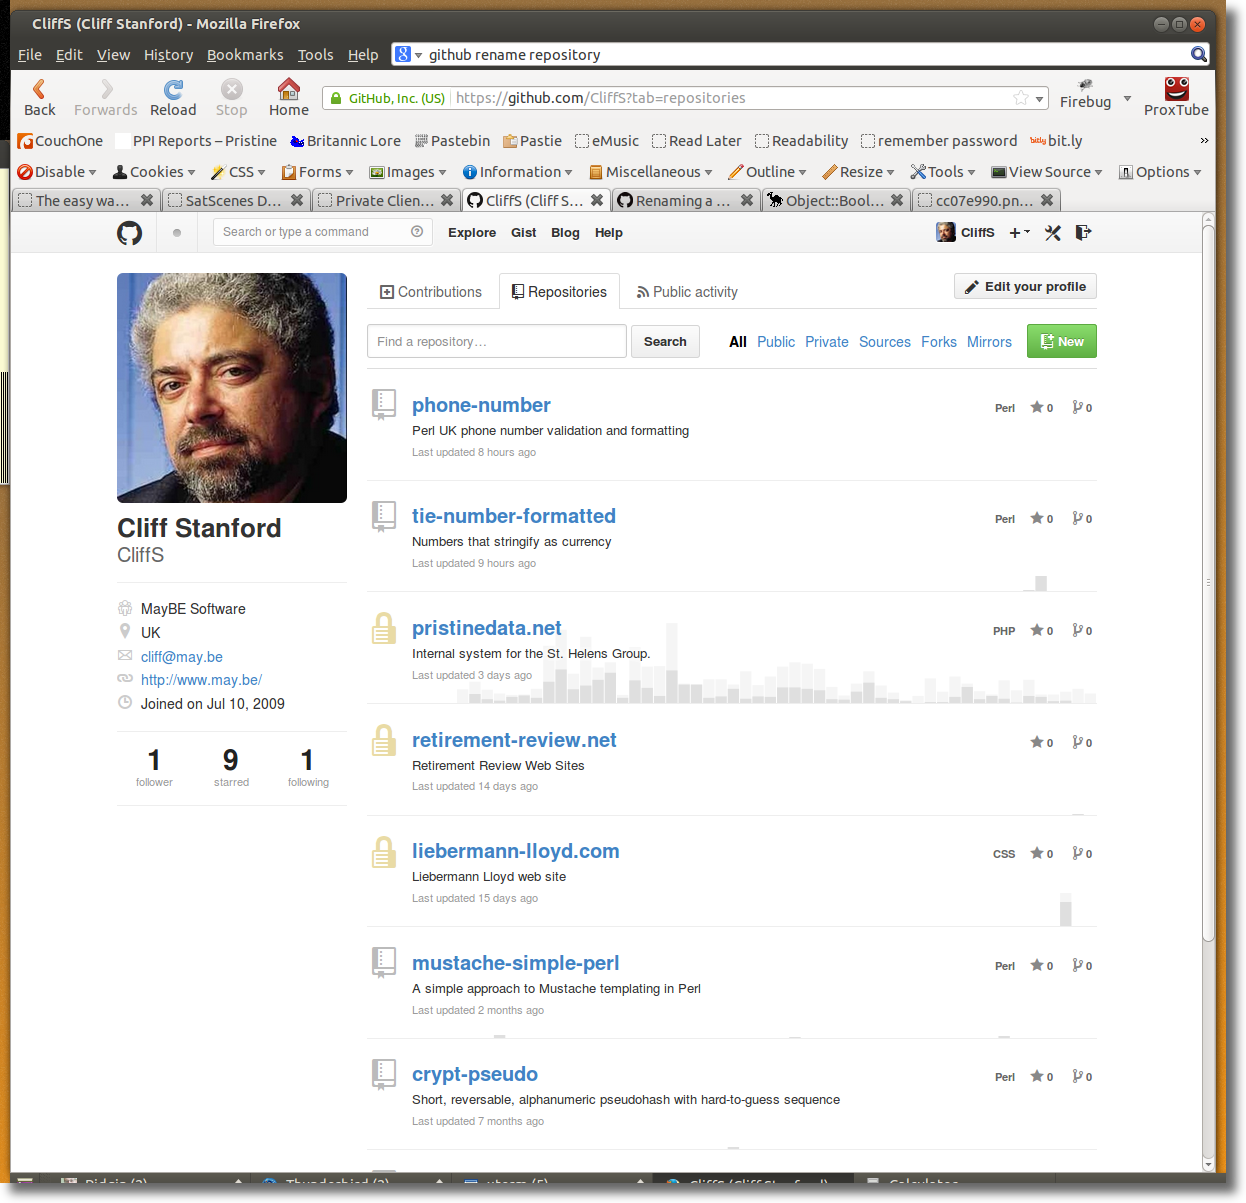 CliffS (Cliff Stanford) - Mozilla Firefox
File Edit View History Bookmarks Tools Help
github rename repository
Back Forwards Reload Stop Home
GitHub, Inc. (US) https://github.com/CliffS?tab=repositories
Firebug ProxTube
CouchOne PPI Reports – Pristine Britannic Lore Pastebin Pastie eMusic Read Later Readability remember password bitly bit.ly »
Disable Cookies CSS Forms Images Information Miscellaneous Outline Resize Tools View Source Options
The easy wa... SatScenes D... Private Clien... CliffS (Cliff S... Renaming a ... Object::Bool... cc07e990.pn...
Search or type a command Explore Gist Blog Help CliffS
Contributions Repositories Public activity Edit your profile
Find a repository... Search All Public Private Sources Forks Mirrors New
Cliff Stanford
CliffS
MayBE Software
UK
cliff@may.be
http://www.may.be/
Joined on Jul 10, 2009
1 9 1
follower starred following
phone-number Perl 0 0
Perl UK phone number validation and formatting
Last updated 8 hours ago
tie-number-formatted Perl 0 0
Numbers that stringify as currency
Last updated 9 hours ago
pristinedata.net PHP 0 0
Internal system for the St. Helens Group.
Last updated 3 days ago
retirement-review.net 0 0
Retirement Review Web Sites
Last updated 14 days ago
liebermann-lloyd.com CSS 0 0
Liebermann Lloyd web site
Last updated 15 days ago
mustache-simple-perl Perl 0 0
A simple approach to Mustache templating in Perl
Last updated 2 months ago
crypt-pseudo Perl 0 0
Short, reversable, alphanumeric pseudohash with hard-to-guess sequence
Last updated 7 months ago